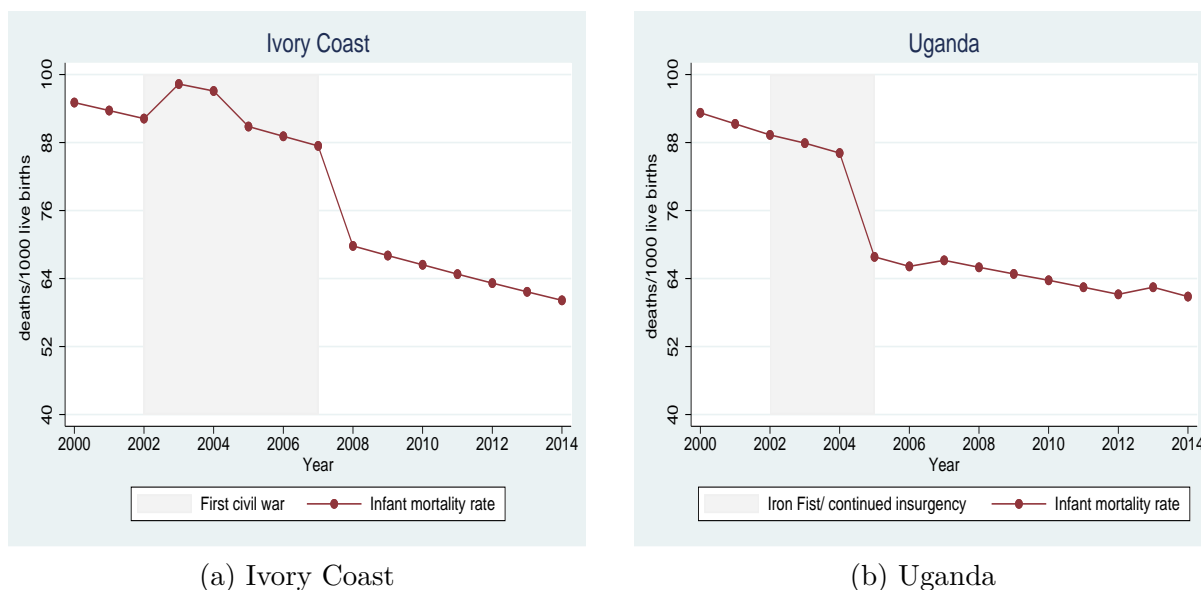 Ivory Coast
100
88
76
64
52
40
deaths/1000 live births
2000 2002 2004 2006 2008 2010 2012 2014
Year
First civil war Infant mortality rate
(a) Ivory Coast
Uganda
100
88
76
64
52
40
deaths/1000 live births
2000 2002 2004 2006 2008 2010 2012 2014
Year
Iron Fist/ continued insurgency Infant mortality rate
(b) Uganda